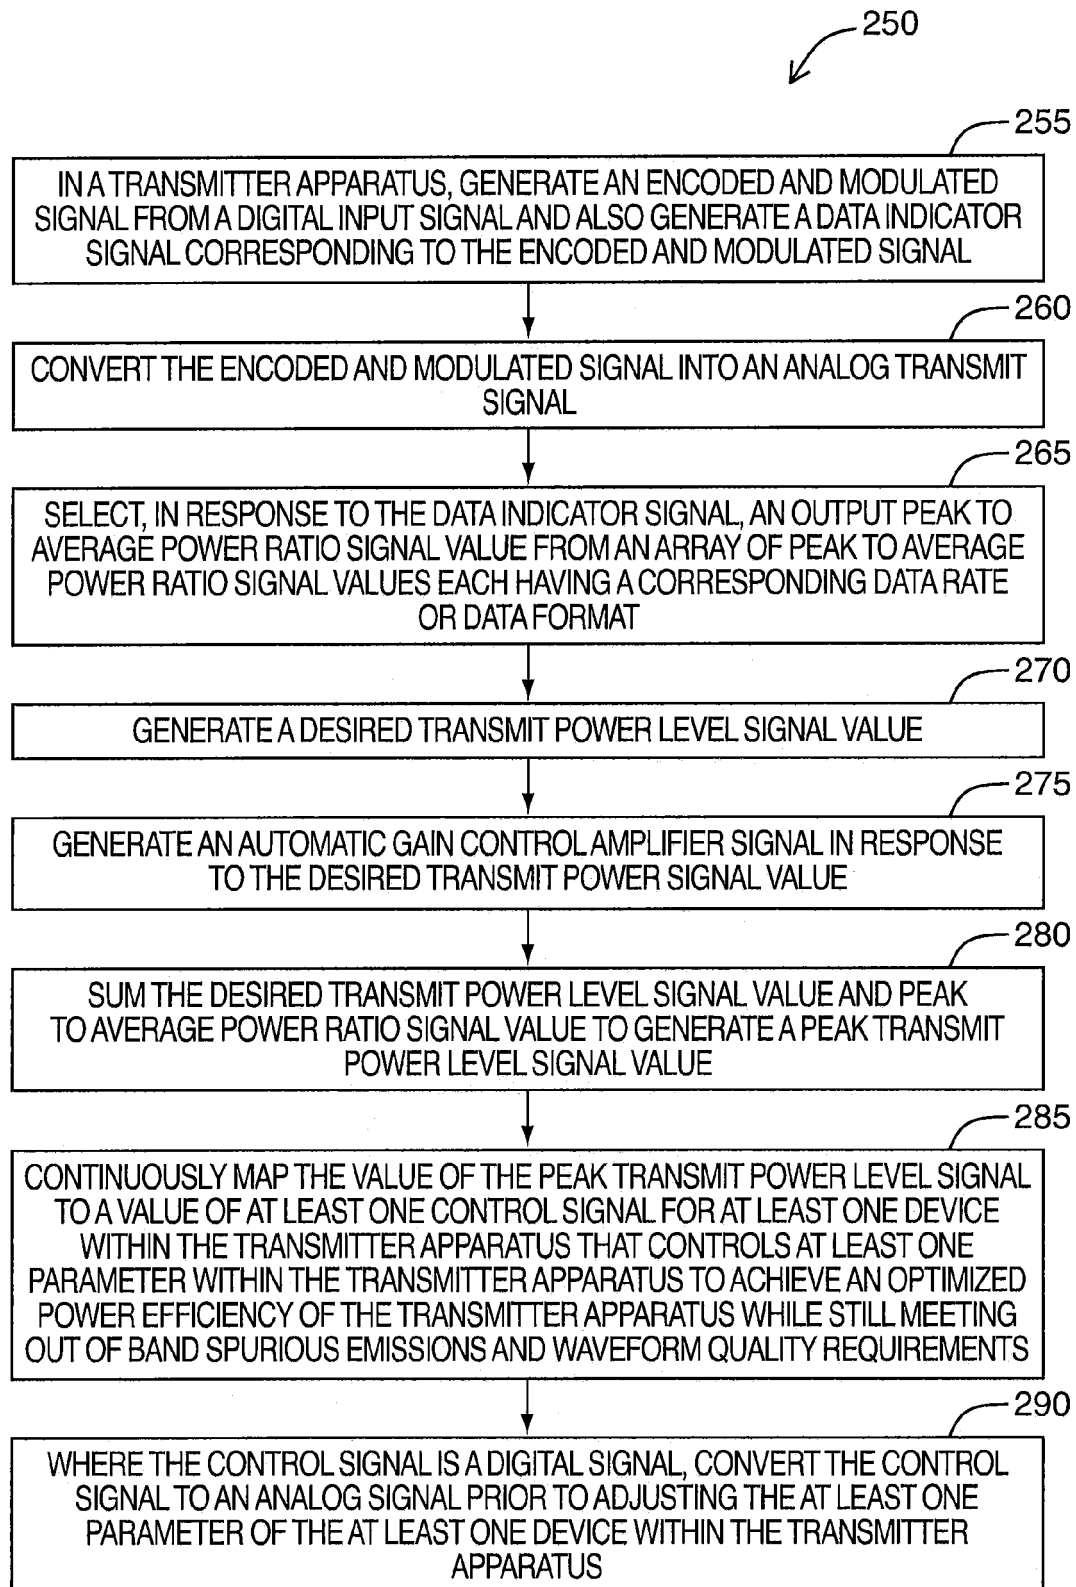 250
255
IN A TRANSMITTER APPARATUS, GENERATE AN ENCODED AND MODULATED
SIGNAL FROM A DIGITAL INPUT SIGNAL AND ALSO GENERATE A DATA INDICATOR
SIGNAL CORRESPONDING TO THE ENCODED AND MODULATED SIGNAL
260
CONVERT THE ENCODED AND MODULATED SIGNAL INTO AN ANALOG TRANSMIT
SIGNAL
265
SELECT, IN RESPONSE TO THE DATA INDICATOR SIGNAL, AN OUTPUT PEAK TO
AVERAGE POWER RATIO SIGNAL VALUE FROM AN ARRAY OF PEAK TO AVERAGE
POWER RATIO SIGNAL VALUES EACH HAVING A CORRESPONDING DATA RATE
OR DATA FORMAT
270
GENERATE A DESIRED TRANSMIT POWER LEVEL SIGNAL VALUE
275
GENERATE AN AUTOMATIC GAIN CONTROL AMPLIFIER SIGNAL IN RESPONSE
TO THE DESIRED TRANSMIT POWER SIGNAL VALUE
280
SUM THE DESIRED TRANSMIT POWER LEVEL SIGNAL VALUE AND PEAK
TO AVERAGE POWER RATIO SIGNAL VALUE TO GENERATE A PEAK TRANSMIT
POWER LEVEL SIGNAL VALUE
285
CONTINUOUSLY MAP THE VALUE OF THE PEAK TRANSMIT POWER LEVEL SIGNAL
TO A VALUE OF AT LEAST ONE CONTROL SIGNAL FOR AT LEAST ONE DEVICE
WITHIN THE TRANSMITTER APPARATUS THAT CONTROLS AT LEAST ONE
PARAMETER WITHIN THE TRANSMITTER APPARATUS TO ACHIEVE AN OPTIMIZED
POWER EFFICIENCY OF THE TRANSMITTER APPARATUS WHILE STILL MEETING
OUT OF BAND SPURIOUS EMISSIONS AND WAVEFORM QUALITY REQUIREMENTS
290
WHERE THE CONTROL SIGNAL IS A DIGITAL SIGNAL, CONVERT THE CONTROL
SIGNAL TO AN ANALOG SIGNAL PRIOR TO ADJUSTING THE AT LEAST ONE
PARAMETER OF THE AT LEAST ONE DEVICE WITHIN THE TRANSMITTER
APPARATUS